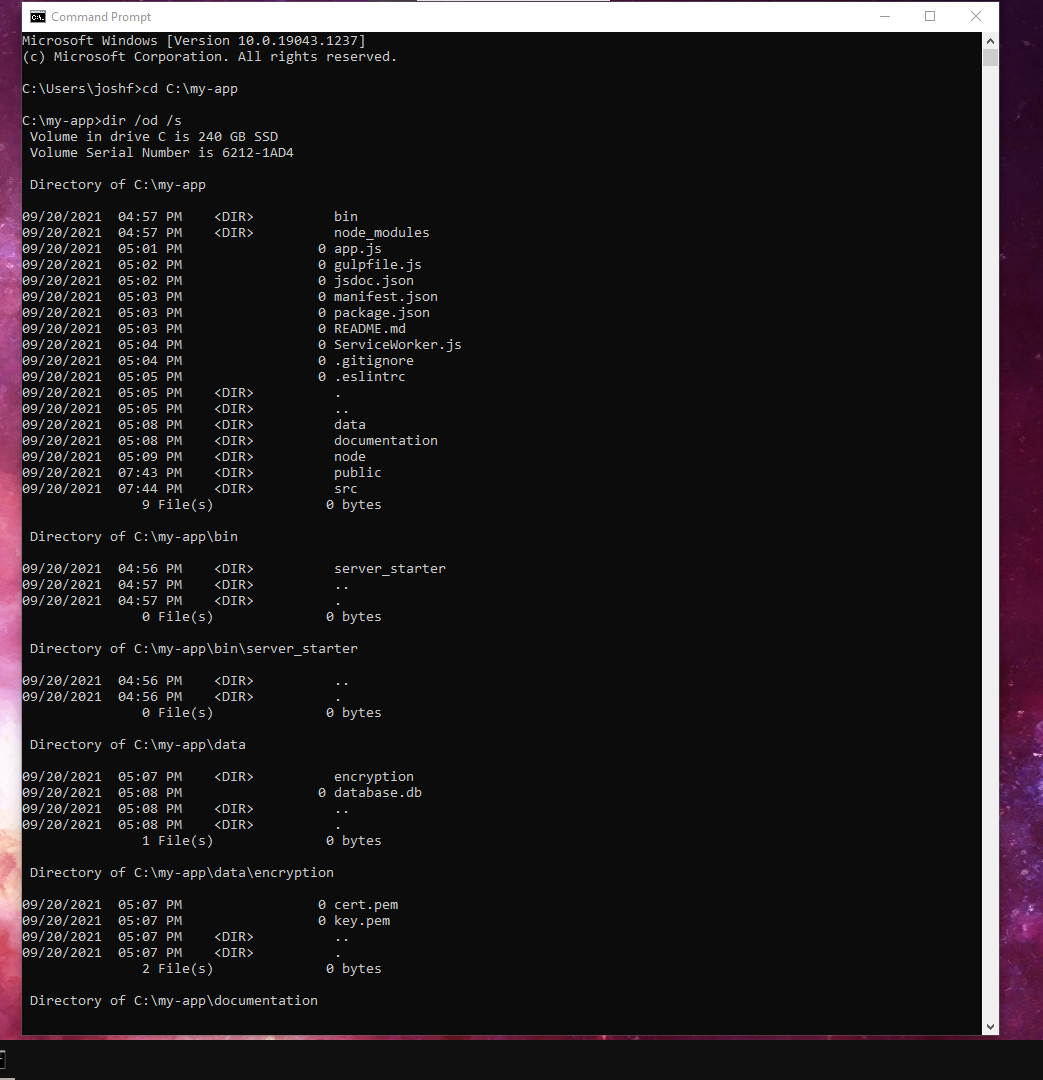 Command Prompt
Microsoft Windows [Version 10.0.19043.1237]
(c) Microsoft Corporation. All rights reserved.
C:\Users\joshf>cd C:\my-app
C:\my-app>dir /od /s
Volume in drive C is 240 GB SSD
Volume Serial Number is 6212-1AD4
Directory of C:\my-app
09/20/2021  04:57 PM    <DIR>          bin
09/20/2021  04:57 PM    <DIR>          node_modules
09/20/2021  05:01 PM                 0 app.js
09/20/2021  05:02 PM                 0 gulpfile.js
09/20/2021  05:02 PM                 0 jsdoc.json
09/20/2021  05:03 PM                 0 manifest.json
09/20/2021  05:03 PM                 0 package.json
09/20/2021  05:03 PM                 0 README.md
09/20/2021  05:04 PM                 0 ServiceWorker.js
09/20/2021  05:04 PM                 0 .gitignore
09/20/2021  05:05 PM                 0 .eslintrc
09/20/2021  05:05 PM    <DIR>          .
09/20/2021  05:05 PM    <DIR>          ..
09/20/2021  05:08 PM    <DIR>          data
09/20/2021  05:08 PM    <DIR>          documentation
09/20/2021  05:09 PM    <DIR>          node
09/20/2021  07:43 PM    <DIR>          public
09/20/2021  07:44 PM    <DIR>          src
9 File(s)              0 bytes
Directory of C:\my-app\bin
09/20/2021  04:56 PM    <DIR>          server_starter
09/20/2021  04:57 PM    <DIR>          ..
09/20/2021  04:57 PM    <DIR>          .
0 File(s)              0 bytes
Directory of C:\my-app\bin\server_starter
09/20/2021  04:56 PM    <DIR>          ..
09/20/2021  04:56 PM    <DIR>          .
0 File(s)              0 bytes
Directory of C:\my-app\data
09/20/2021  05:07 PM    <DIR>          encryption
09/20/2021  05:08 PM                 0 database.db
09/20/2021  05:08 PM    <DIR>          ..
09/20/2021  05:08 PM    <DIR>          .
1 File(s)              0 bytes
Directory of C:\my-app\data\encryption
09/20/2021  05:07 PM                 0 cert.pem
09/20/2021  05:07 PM                 0 key.pem
09/20/2021  05:07 PM    <DIR>          ..
09/20/2021  05:07 PM    <DIR>          .
2 File(s)              0 bytes
Directory of C:\my-app\documentation